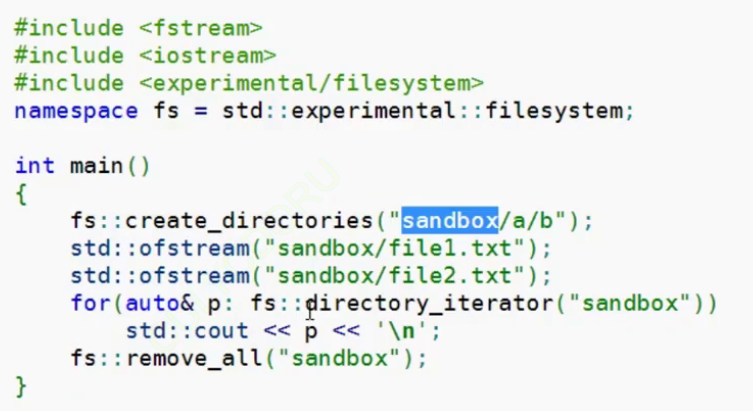 #include <fstream>
#include <iostream>
#include <experimental/filesystem>
namespace fs = std::experimental::filesystem;

int main()
{
    fs::create_directories("sandbox/a/b");
    std::ofstream("sandbox/file1.txt");
    std::ofstream("sandbox/file2.txt");
    for(auto& p: fs::directory_iterator("sandbox"))
        std::cout << p << '\n';
    fs::remove_all("sandbox");
}